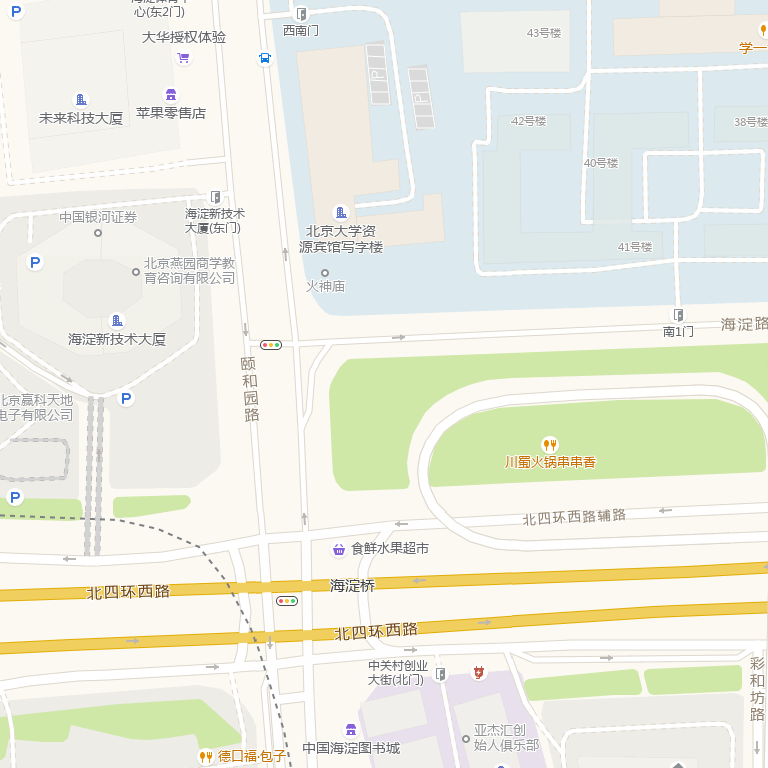 P
海淀体育中
心(东2门)
大华授权体验
西南门
43号楼
学一
未来科技大厦
苹果零售店
P
P
42号楼
38号楼
40号楼
海淀新技术
大厦(东门)
中国银河证券
北京大学资
源宾馆写字楼
41号楼
P
北京燕园商学教
育咨询有限公司
火神庙
海淀新技术大厦
南1门
海淀路
颐和园路
北京赢科天地
电子有限公司
P
川蜀火锅串串香
P
北四环西路辅路
食鲜水果超市
海淀桥
北四环西路
北四环西路
中关村创业
大街(北门)
彩和坊路
亚杰汇创
始人俱乐部
中国海淀图书城
德口福·包子